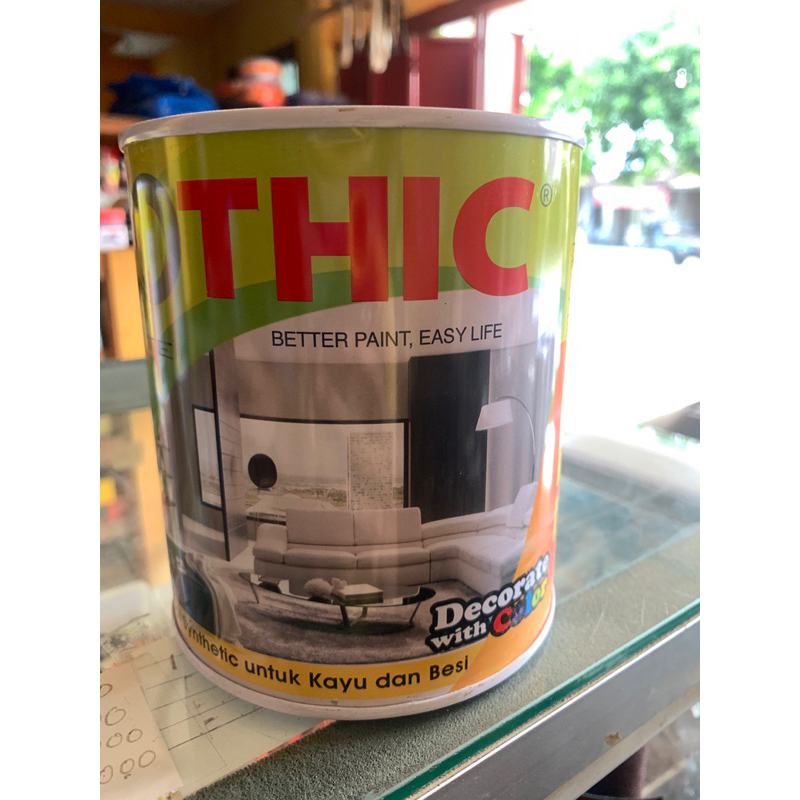 THIC®
BETTER PAINT, EASY LIFE
Decorate
with Color
ynthetic untuk Kayu dan Besi